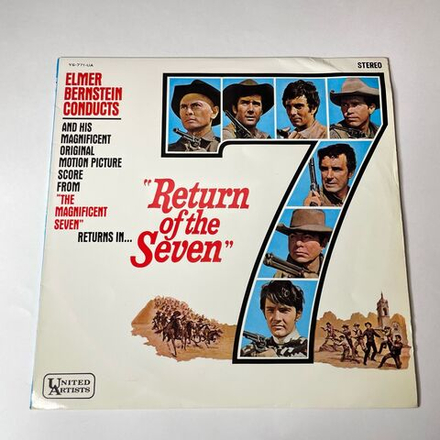 YS-771-UA
STEREO
ELMER
BERNSTEIN
CONDUCTS
AND HIS
MAGNIFICENT
ORIGINAL
MOTION PICTURE
SCORE
FROM
"THE
MAGNIFICENT
SEVEN"
RETURNS IN...
"Return
of the
Seven"
7
UNITED
ARTISTS